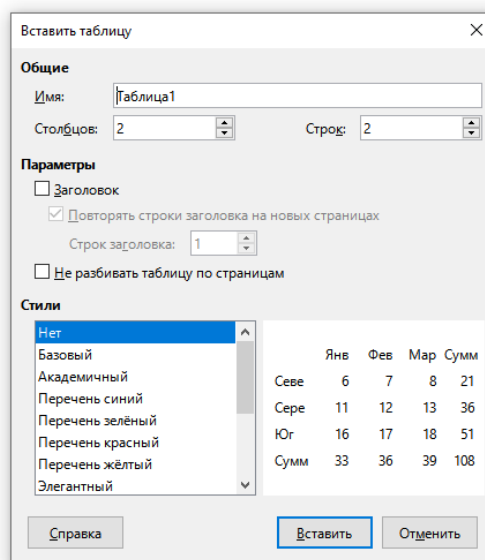 Вставить таблицу
Общие
Имя: Таблица1
Столбцов: 2 Строк: 2
Параметры
Заголовок
Повторять строки заголовка на новых страницах
Строк заголовка: 1
Не разбивать таблицу по страницам
Стили
Нет
Базовый
Академичный
Перечень синий
Перечень зелёный
Перечень красный
Перечень жёлтый
Элегантный
Янв Фев Мар Сумм
Севе 6 7 8 21
Сере 11 12 13 36
Юг 16 17 18 51
Сумм 33 36 39 108
Справка Вставить Отменить